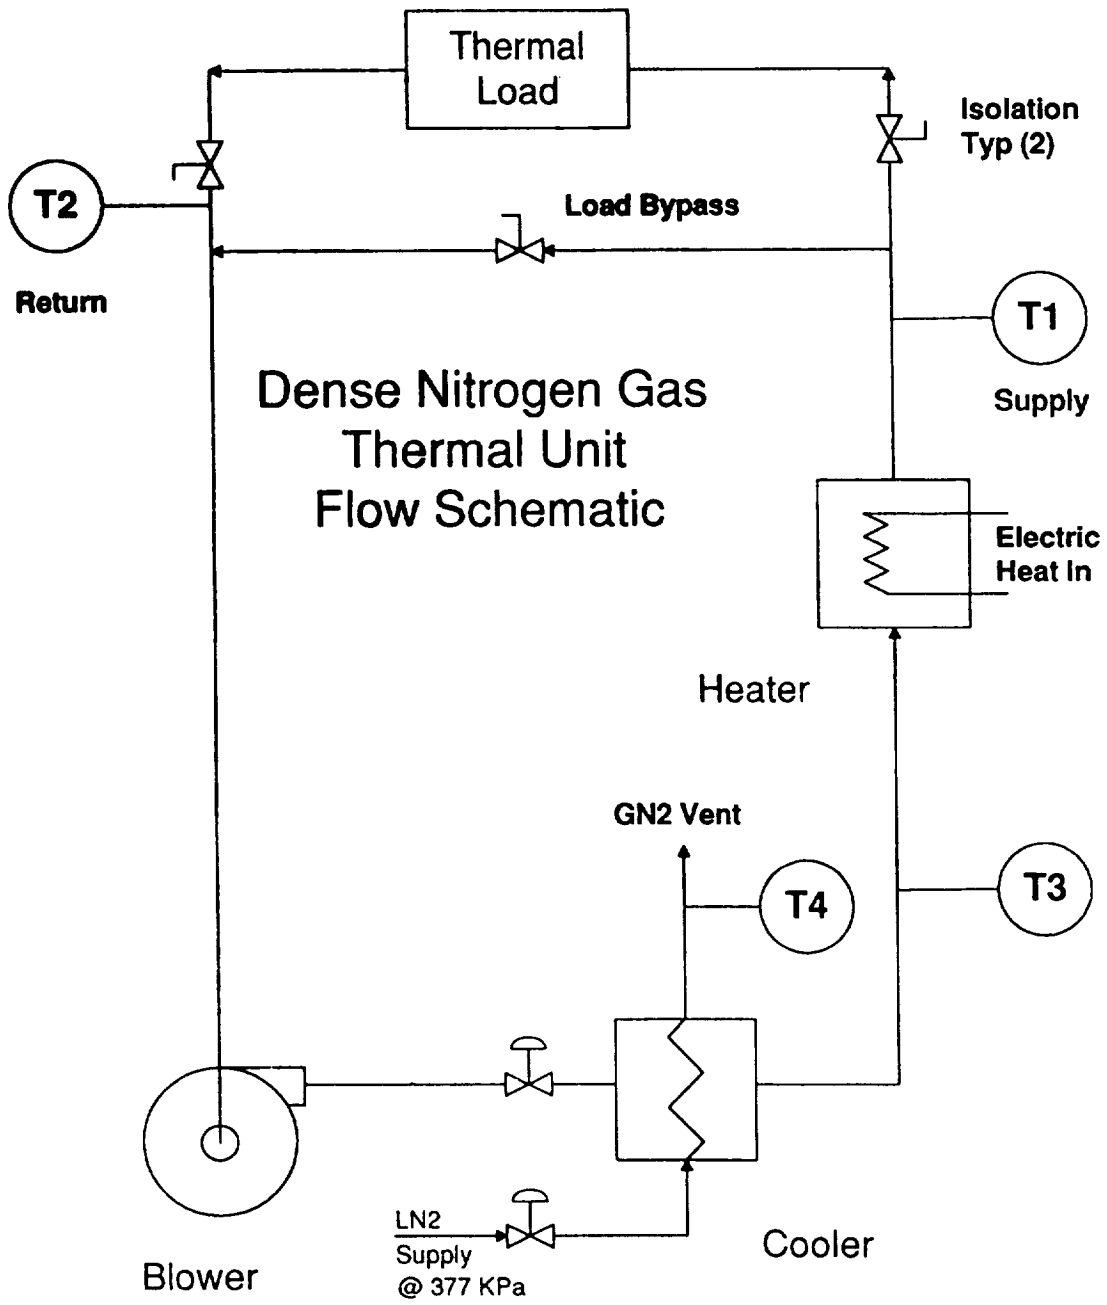 Thermal
Load
Isolation
Typ (2)
T2
Load Bypass
Return
T1
Supply
Dense Nitrogen Gas
Thermal Unit
Flow Schematic
Electric
Heat In
Heater
GN2 Vent
T4
T3
LN2
Supply
@ 377 KPa
Cooler
Blower